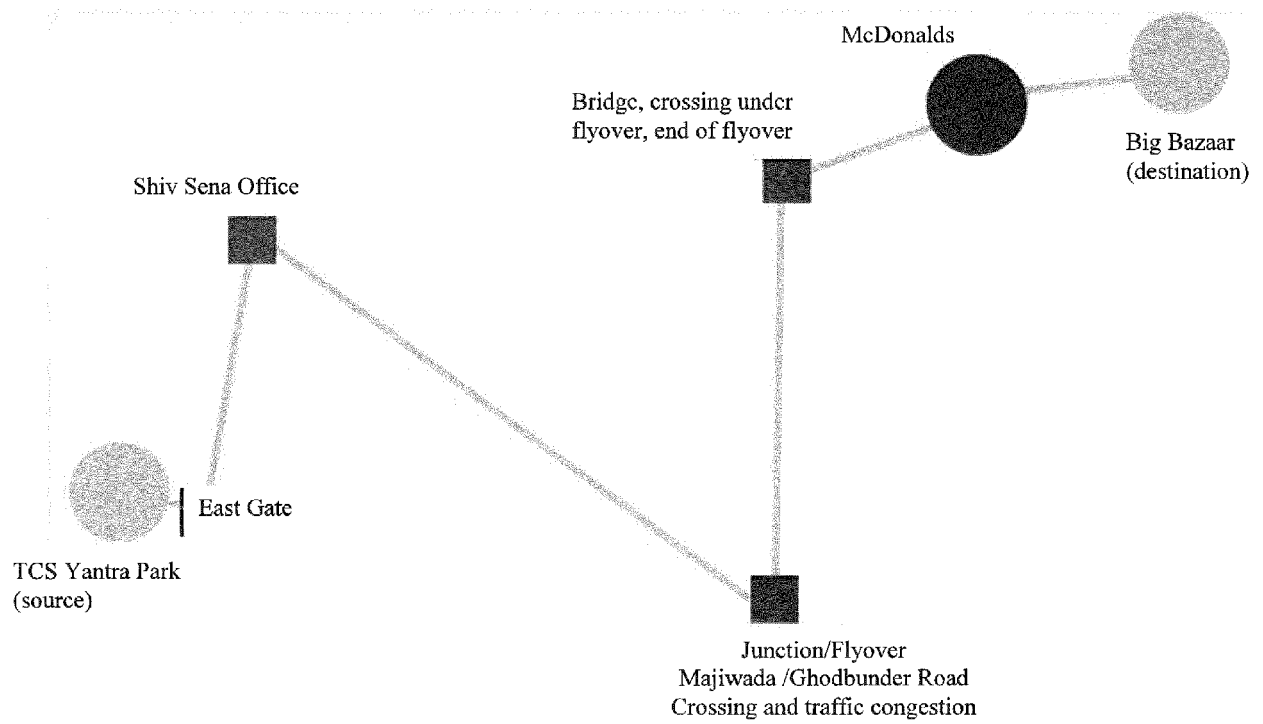 McDonalds
Bridge, crossing under
flyover, end of flyover
Big Bazaar
(destination)
Shiv Sena Office
East Gate
TCS Yantra Park
(source)
Junction/Flyover
Majiwada /Ghodbunder Road
Crossing and traffic congestion